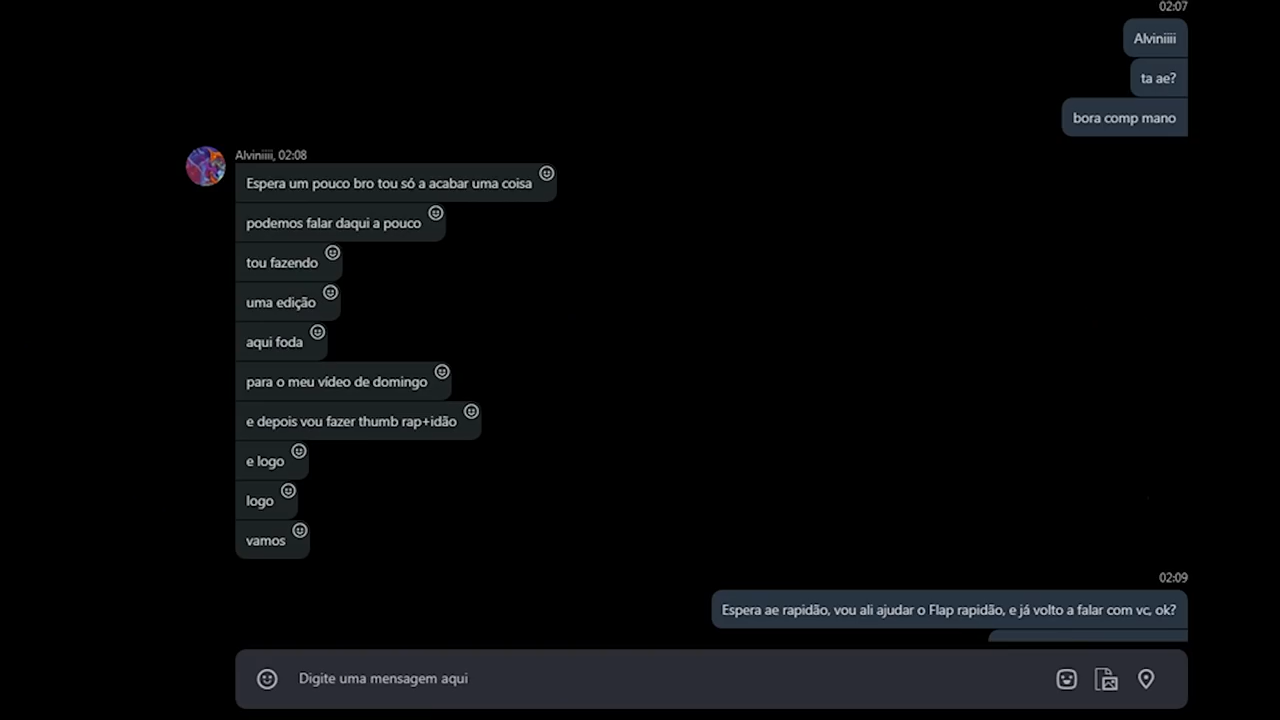 02:07
Alviniiii
ta ae?
bora comp mano
Alviniiii, 02:08
Espera um pouco bro tou só a acabar uma coisa
podemos falar daqui a pouco
tou fazendo
uma edição
aqui foda
para o meu vídeo de domingo
e depois vou fazer thumb rap+idão
e logo
logo
vamos
02:09
Espera ae rapidão, vou ali ajudar o Flap rapidão, e já volto a falar com vc, ok?
Digite uma mensagem aqui